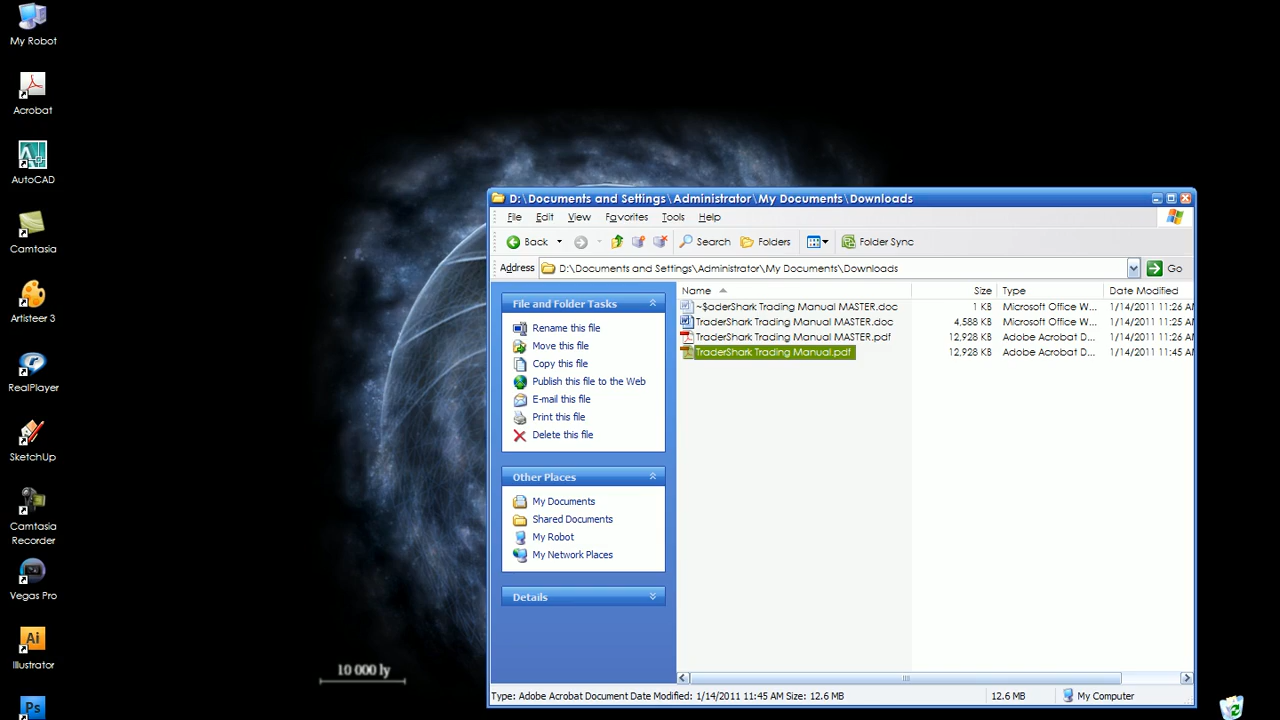 My Robot
Acrobat
AutoCAD
Camtasia
Artisteer 3
RealPlayer
SketchUp
Camtasia
Recorder
Vegas Pro
Ai
Illustrator
Ps
10 000 ly
D:\Documents and Settings\Administrator\My Documents\Downloads
File Edit View Favorites Tools Help
Back Search Folders Folder Sync
Address D:\Documents and Settings\Administrator\My Documents\Downloads Go
File and Folder Tasks
Rename this file
Move this file
Copy this file
Publish this file to the Web
E-mail this file
Print this file
Delete this file
Other Places
My Documents
Shared Documents
My Robot
My Network Places
Details
Name Size Type Date Modified
~$aderShark Trading Manual MASTER.doc 1 KB Microsoft Office W... 1/14/2011 11:26 AM
TraderShark Trading Manual MASTER.doc 4,588 KB Microsoft Office W... 1/14/2011 11:25 AM
TraderShark Trading Manual MASTER.pdf 12,928 KB Adobe Acrobat D... 1/14/2011 11:26 AM
TraderShark Trading Manual.pdf 12,928 KB Adobe Acrobat D... 1/14/2011 11:45 AM
Type: Adobe Acrobat Document Date Modified: 1/14/2011 11:45 AM Size: 12.6 MB 12.6 MB My Computer